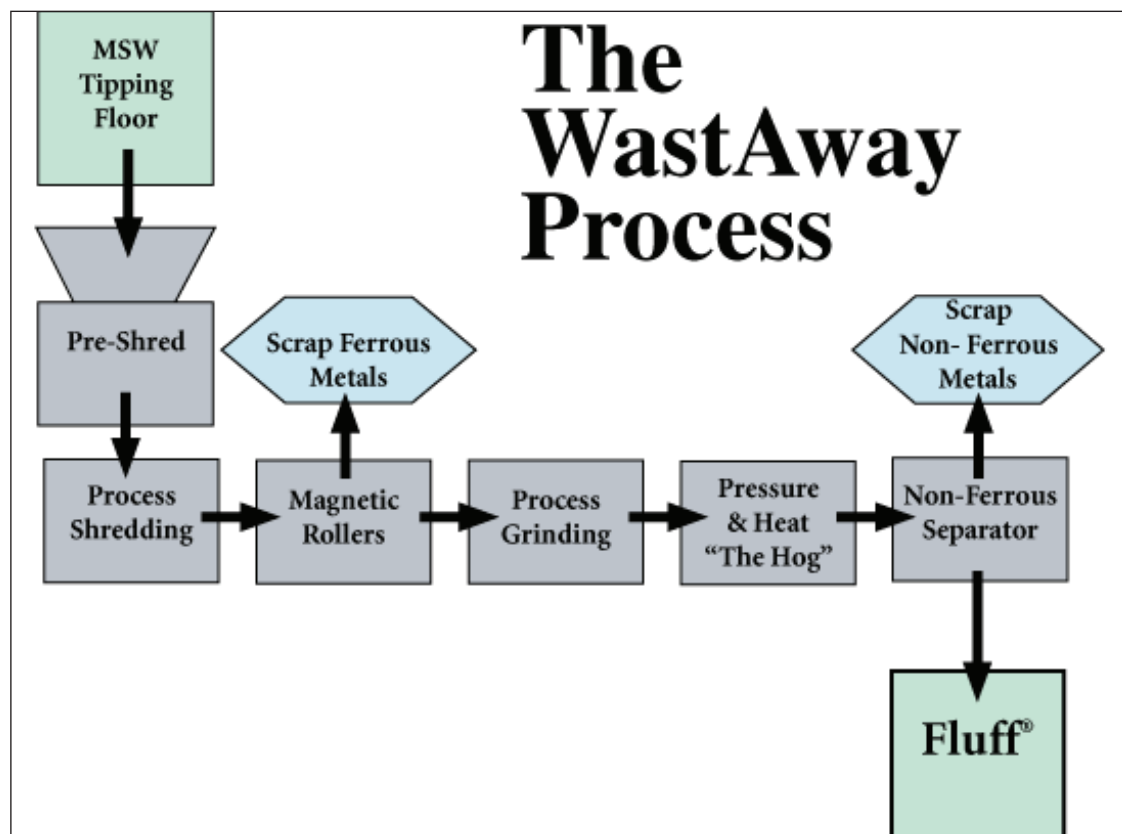 The
WastAway
Process
MSW
Tipping
Floor
Pre-Shred
Scrap Ferrous
Metals
Scrap
Non- Ferrous
Metals
Process
Shredding
Magnetic
Rollers
Process
Grinding
Pressure
& Heat
“The Hog”
Non-Ferrous
Separator
Fluff®